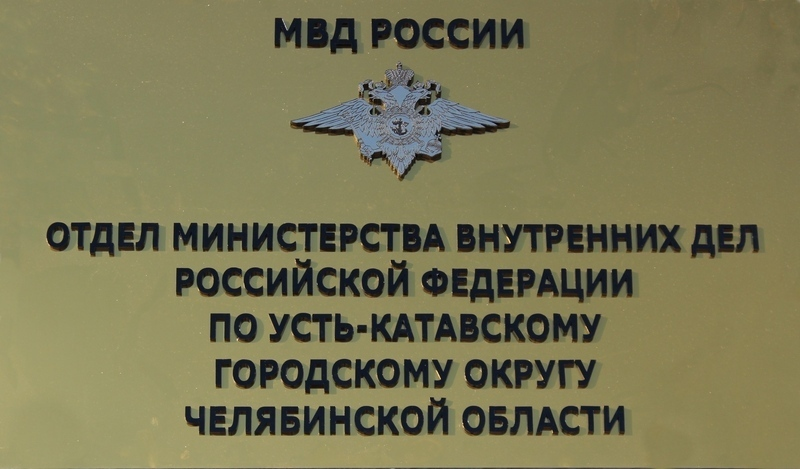 МВД РОССИИ
ОТДЕЛ МИНИСТЕРСТВА ВНУТРЕННИХ ДЕЛ
РОССИЙСКОЙ ФЕДЕРАЦИИ
ПО УСТЬ-КАТАВСКОМУ
ГОРОДСКОМУ ОКРУГУ
ЧЕЛЯБИНСКОЙ ОБЛАСТИ